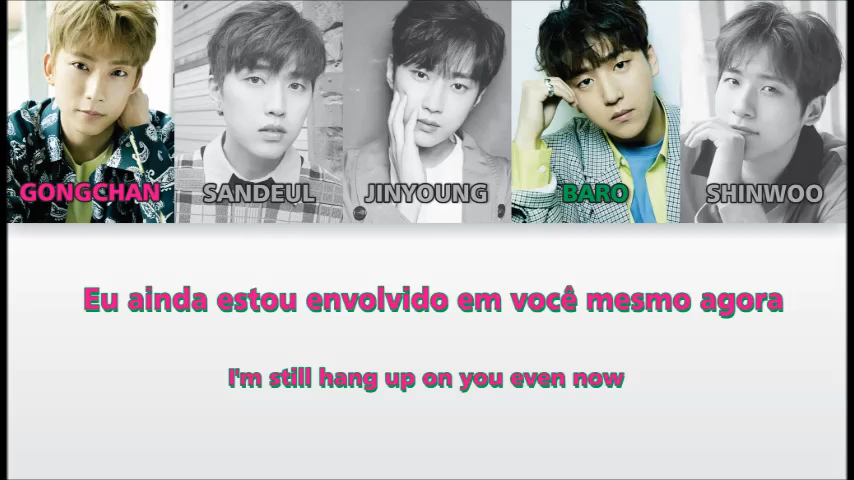 GONGCHAN SANDEUL JINYOUNG BARO SHINWOO
Eu ainda estou envolvido em você mesmo agora
I'm still hang up on you even now